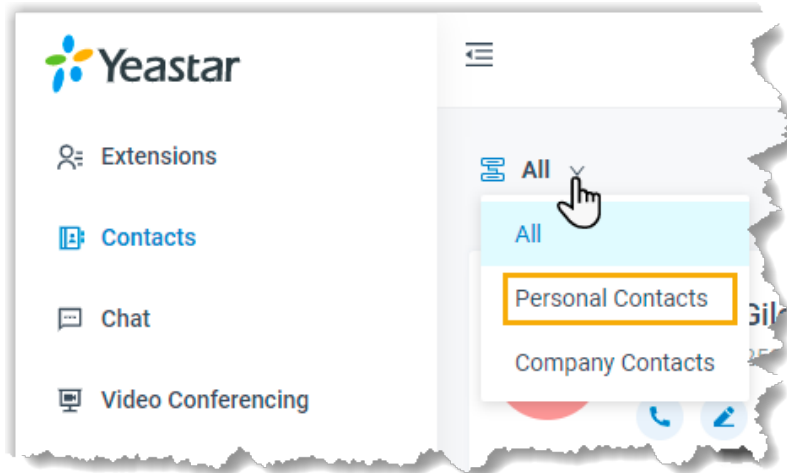 Yeastar
Extensions
Contacts
Chat
Video Conferencing
All
All
Personal Contacts
Company Contacts